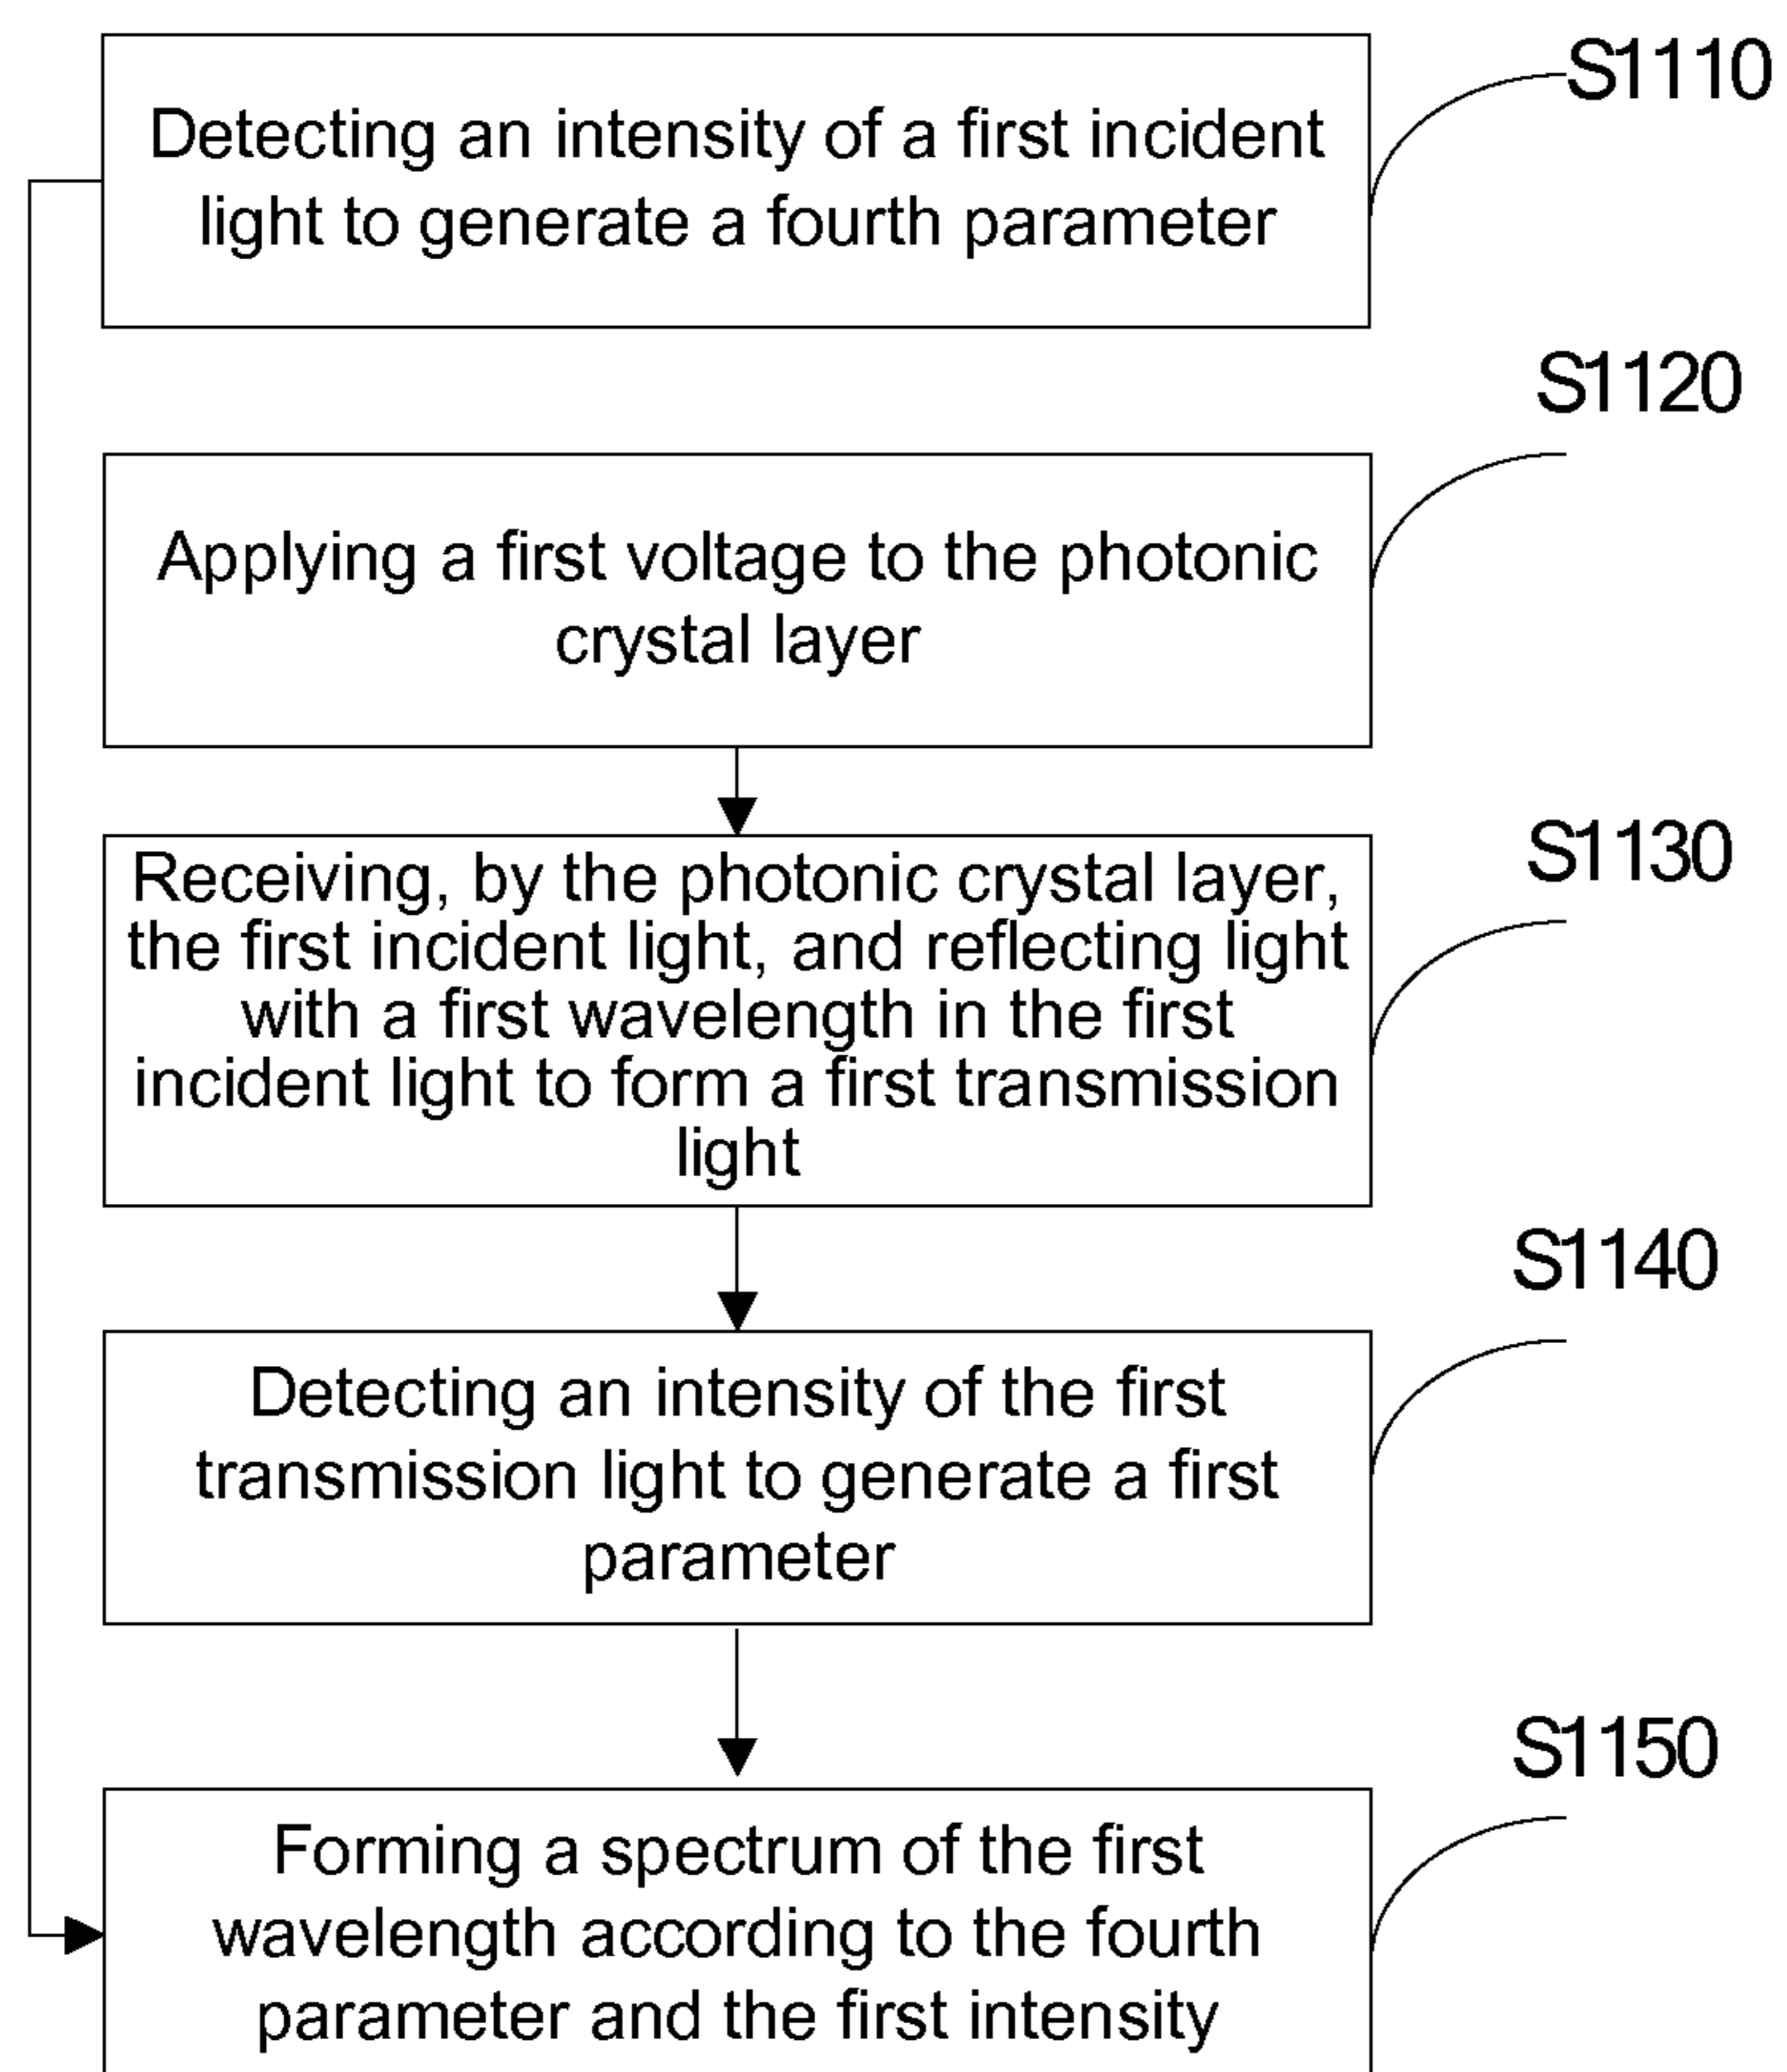 S1110
Detecting an intensity of a first incident
light to generate a fourth parameter
S1120
Applying a first voltage to the photonic
crystal layer
S1130
Receiving, by the photonic crystal layer,
the first incident light, and reflecting light
with a first wavelength in the first
incident light to form a first transmission
light
S1140
Detecting an intensity of the first
transmission light to generate a first
parameter
S1150
Forming a spectrum of the first
wavelength according to the fourth
parameter and the first intensity